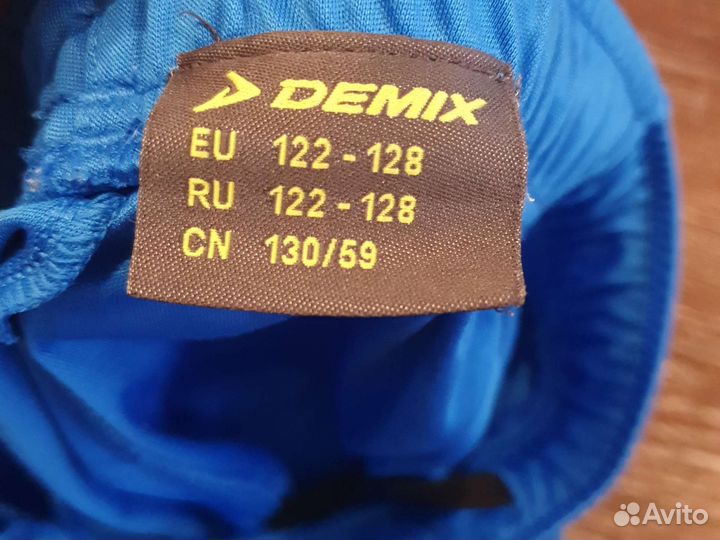 DEMIX
EU 122 - 128
RU 122 - 128
CN 130/59
Avito